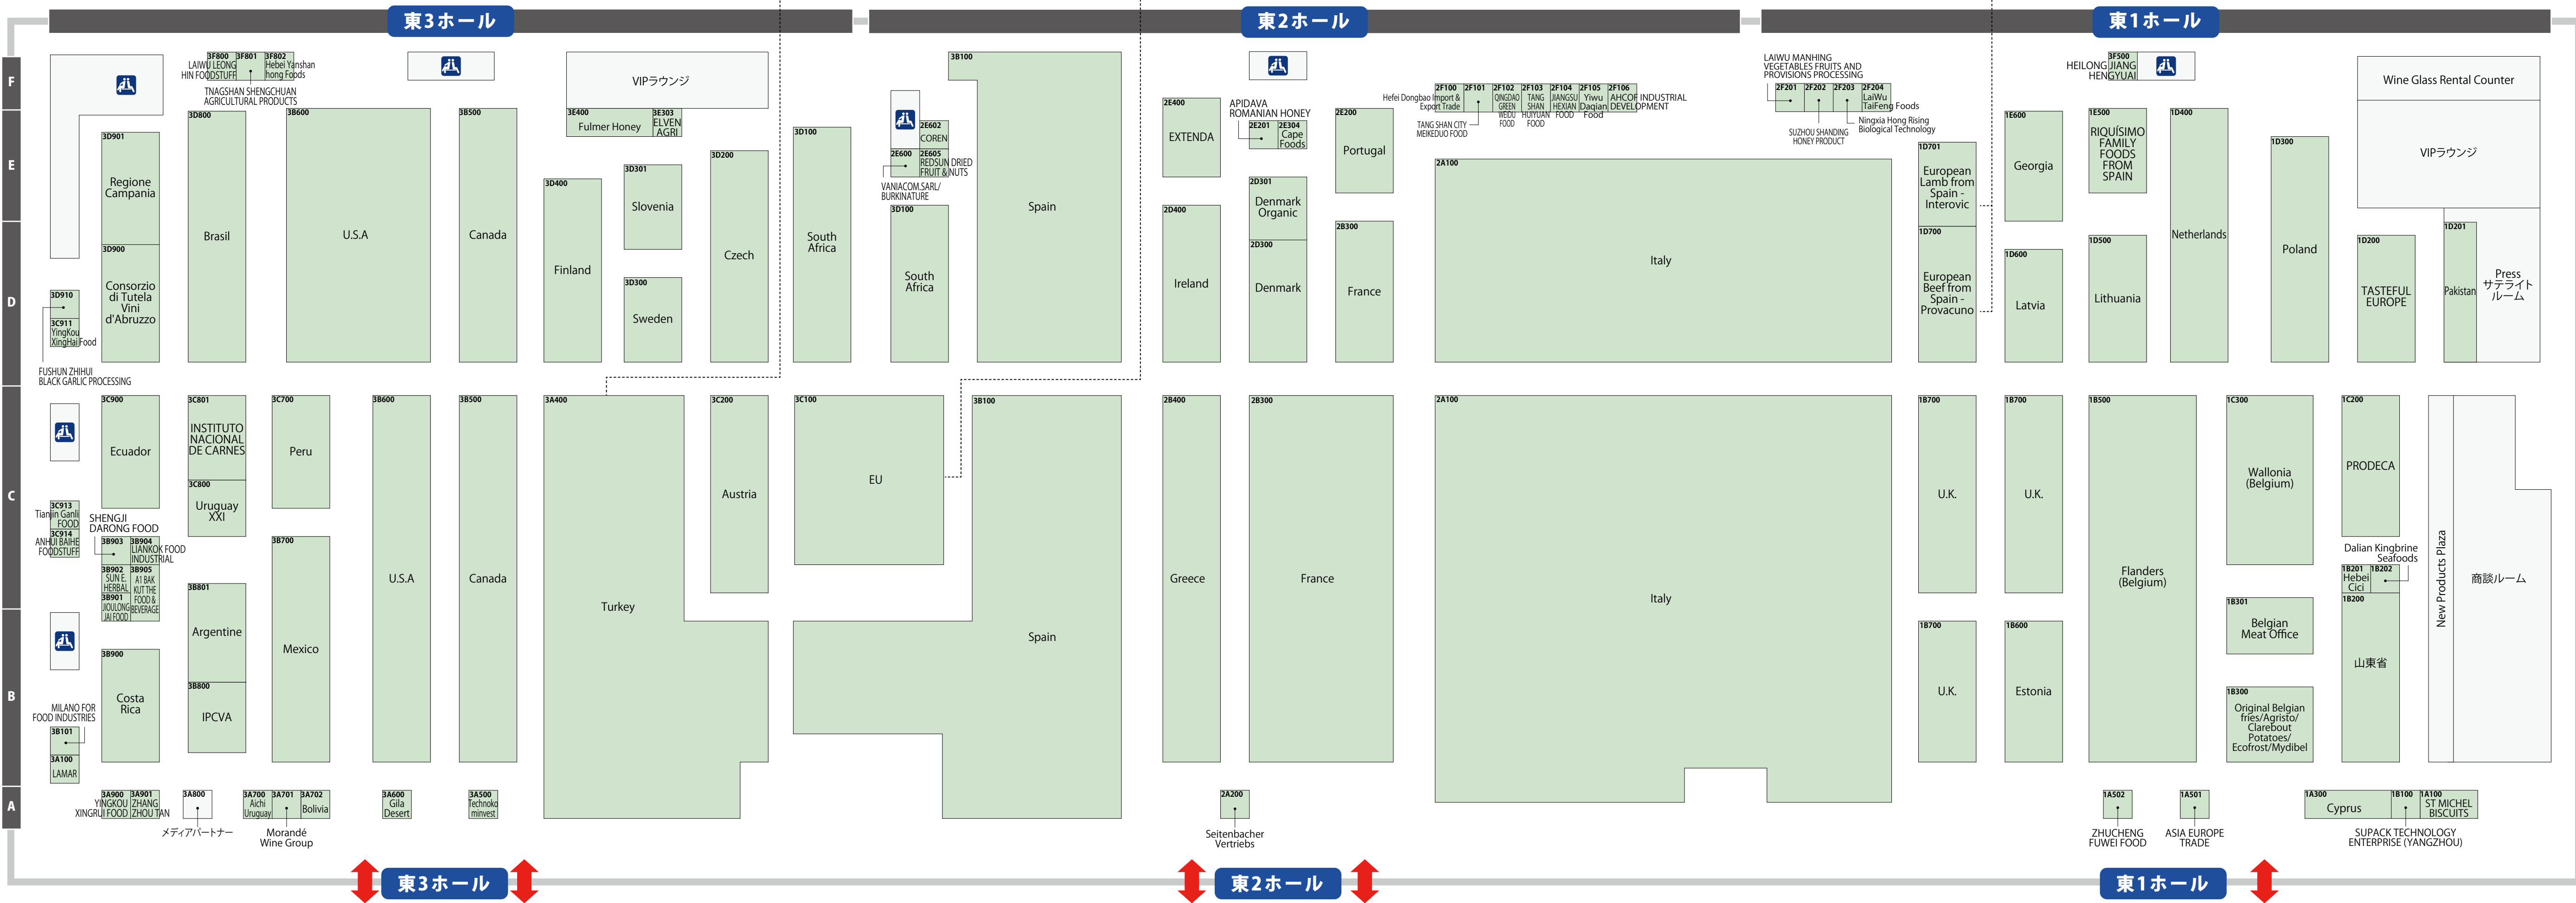 東3ホール
東2ホール
東1ホール
F
E
D
C
B
A
3F800
LAIWU LEONG
HIN FOODSTUFF
3F801
TNAGSHAN SHENGCHUAN
AGRICULTURAL PRODUCTS
3F802
Hebei Yanshan
hong Foods
3D901
Regione
Campania
3D900
Consorzio
di Tutela
Vini
d'Abruzzo
3D910
FUSHUN ZHIHUI
BLACK GARLIC PROCESSING
3C911
YingKou
XingHai Food
3D800
Brasil
3B600
U.S.A
3B500
Canada
VIPラウンジ
3E400
Fulmer Honey
3E303
ELVEN
AGRI
3D400
Finland
3D301
Slovenia
3D300
Sweden
3D200
Czech
3D100
South
Africa
2E602
COREN
2E600
VANIACOM.SARL/
BURKINATURE
2E605
REDSUN DRIED
FRUIT & NUTS
3D100
South
Africa
3B100
Spain
2E400
EXTENDA
2D400
Ireland
APIDAVA
ROMANIAN HONEY
2E201
2E304
Cape
Foods
2D301
Denmark
Organic
2D300
Denmark
2E200
Portugal
2B300
France
2F100
Hefei Dongbao Import &
Export Trade
2F101
TANG SHAN CITY
MEIKEDUO FOOD
2F102
QINGDAO
GREEN
WEDU
FOOD
2F103
TANG
SHAN
HUIYUAN
FOOD
2F104
JIANGSU
HEXIAN
FOOD
2F105
Yiwu
Daqian
Food
2F106
AHCOF INDUSTRIAL
DEVELOPMENT
2A100
Italy
LAIWU MANHING
VEGETABLES FRUITS AND
PROVISIONS PROCESSING
2F201
2F202
SUZHOU SHANDING
HONEY PRODUCT
2F203
Ningxia Hong Rising
Biological Technology
2F204
LaiWu
TaiFeng Foods
1D701
European
Lamb from
Spain -
Interovic
1D700
European
Beef from
Spain -
Provacuno
1E600
Georgia
1D600
Latvia
3F500
HEILONG JIANG
HENGYUAI
1E500
RIQUÍSIMO
FAMILY
FOODS
FROM
SPAIN
1D500
Lithuania
1D400
Netherlands
1D300
Poland
Wine Glass Rental Counter
VIPラウンジ
1D200
TASTEFUL
EUROPE
1D201
Pakistan
Press
サテライト
ルーム
3C900
Ecuador
3C801
INSTITUTO
NACIONAL
DE CARNES
3C800
Uruguay
XXI
3C700
Peru
3B600
U.S.A
3B500
Canada
3A400
Turkey
3C200
Austria
3C100
EU
3B100
Spain
2B400
Greece
2B300
France
2A100
Italy
1B700
U.K.
1B700
U.K.
1B500
Flanders
(Belgium)
1C300
Wallonia
(Belgium)
1C200
PRODECA
New Products Plaza
商談ルーム
3C913
Tianjin Ganli
FOOD
3C914
ANHUI BAIHE
FOODSTUFF
SHENGJI
DARONG FOOD
3B903
3B904
LIANKOK FOOD
INDUSTRIAL
3B902
SUN E.
HERBAL
3B905
A1 BAK
KUT THE
FOOD &
BEVERAGE
3B901
JIOULONG
JAI FOOD
3B801
Argentine
3B800
IPCVA
3B700
Mexico
3B900
Costa
Rica
MILANO FOR
FOOD INDUSTRIES
3B101
3A100
LAMAR
1B700
U.K.
1B600
Estonia
1B301
Belgian
Meat Office
1B300
Original Belgian
fries/Agristo/
Clarebout
Potatoes/
Ecofrost/Mydibel
Dalian Kingbrine
Seafoods
1B201
Hebei
Cici
1B202
1B200
山東省
3A900
YINGKOU
XINGRUI FOOD
3A901
ZHANG
ZHOU TAN
3A800
メディアパートナー
3A700
Aichi
Uruguay
3A701
Morandé
Wine Group
3A702
Bolivia
3A600
Gila
Desert
3A500
Technoko
minvest
2A200
Seitenbacher
Vertriebs
1A502
ZHUCHENG
FUWEI FOOD
1A501
ASIA EUROPE
TRADE
1A300
Cyprus
1B100
SUPACK TECHNOLOGY
ENTERPRISE (YANGZHOU)
1A100
ST MICHEL
BISCUITS
東3ホール
東2ホール
東1ホール